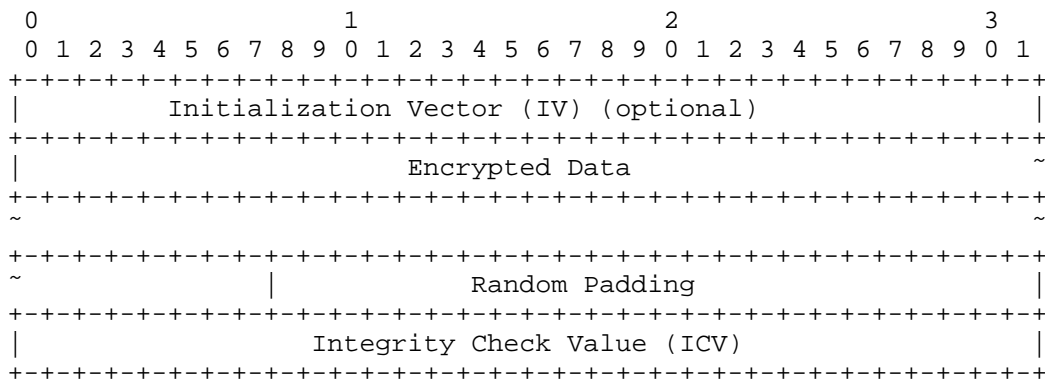 0                   1                   2                   3
 0 1 2 3 4 5 6 7 8 9 0 1 2 3 4 5 6 7 8 9 0 1 2 3 4 5 6 7 8 9 0 1
+-+-+-+-+-+-+-+-+-+-+-+-+-+-+-+-+-+-+-+-+-+-+-+-+-+-+-+-+-+-+-+-+
|         Initialization Vector (IV) (optional)                 |
+-+-+-+-+-+-+-+-+-+-+-+-+-+-+-+-+-+-+-+-+-+-+-+-+-+-+-+-+-+-+-+-+
|                        Encrypted Data                         ~
+-+-+-+-+-+-+-+-+-+-+-+-+-+-+-+-+-+-+-+-+-+-+-+-+-+-+-+-+-+-+-+-+
~                                                               ~
+-+-+-+-+-+-+-+-+-+-+-+-+-+-+-+-+-+-+-+-+-+-+-+-+-+-+-+-+-+-+-+-+
~               |            Random Padding                     |
+-+-+-+-+-+-+-+-+-+-+-+-+-+-+-+-+-+-+-+-+-+-+-+-+-+-+-+-+-+-+-+-+
|                  Integrity Check Value (ICV)                  |
+-+-+-+-+-+-+-+-+-+-+-+-+-+-+-+-+-+-+-+-+-+-+-+-+-+-+-+-+-+-+-+-+